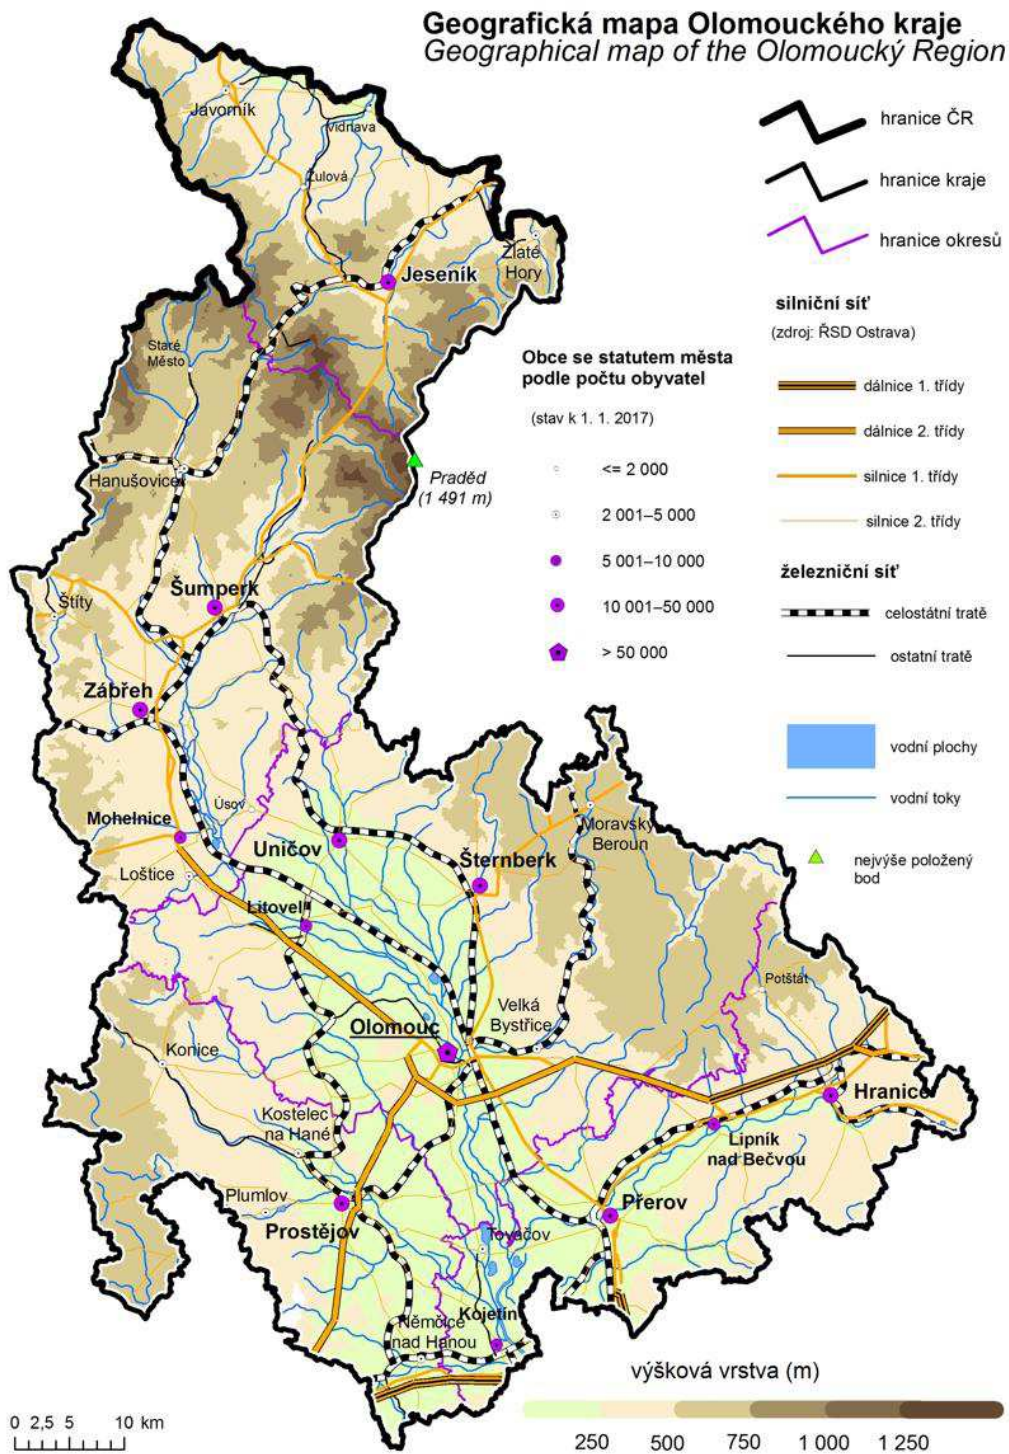 Geografická mapa Olomouckého kraje
Geographical map of the Olomoucký Region
hranice ČR
hranice kraje
hranice okresů
silniční síť
(zdroj: ŘSD Ostrava)
dálnice 1. třídy
dálnice 2. třídy
silnice 1. třídy
silnice 2. třídy
železniční síť
celostátní tratě
ostatní tratě
vodní plochy
vodní toky
nejvýše položený
bod
Obce se statutem města
podle počtu obyvatel
(stav k 1. 1. 2017)
<= 2 000
2 001–5 000
5 001–10 000
10 001–50 000
> 50 000
Javorník
Vidnava
Žulová
Zlaté
Hory
Jeseník
Staré
Město
Hanušovice
Praděd
(1 491 m)
Šumperk
Štíty
Zábřeh
Úsov
Mohelnice
Uničov
Moravský
Beroun
Šternberk
Loštice
Litovel
Potštát
Velká
Bystřice
Olomouc
Konice
Hranice
Kostelec
na Hané
Lipník
nad Bečvou
Plumlov
Přerov
Prostějov
Tovačov
Kojetín
Němčice
nad Hanou
výšková vrstva (m)
250 500 750 1 000 1 250
0 2,5 5 10 km